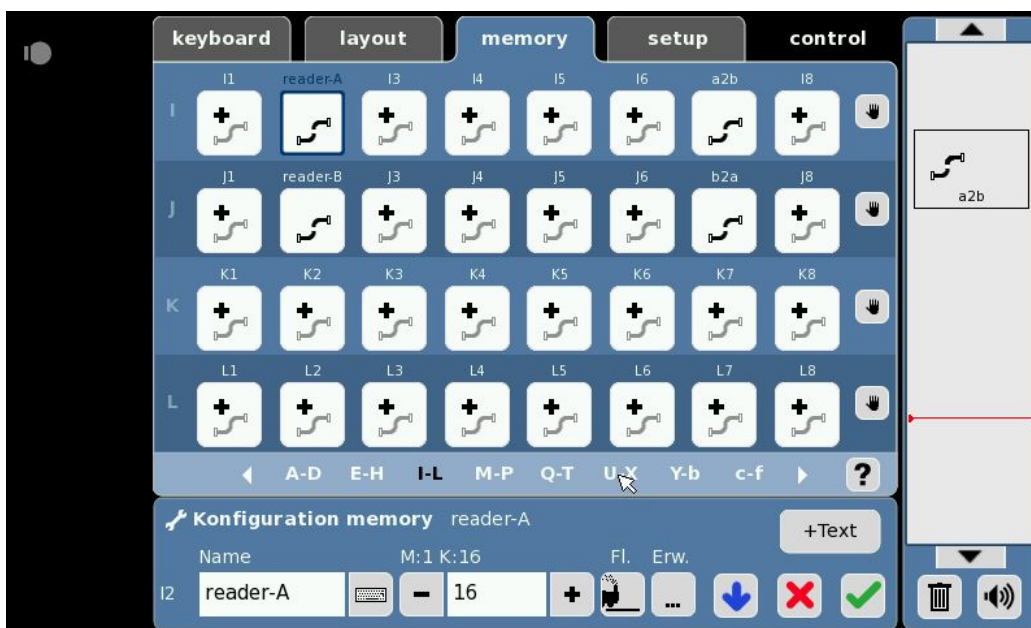 keyboard layout memory setup control
I1 reader-A I3 I4 I5 I6 a2b I8
I
J1 reader-B J3 J4 J5 J6 b2a J8
J
a2b
K1 K2 K3 K4 K5 K6 K7 K8
K
L1 L2 L3 L4 L5 L6 L7 L8
L
A-D E-H I-L M-P Q-T U-X Y-b c-f ?
Konfiguration memory reader-A
+Text
Name M:1 K:16 Fl. Erw.
I2 reader-A - 16 + ...